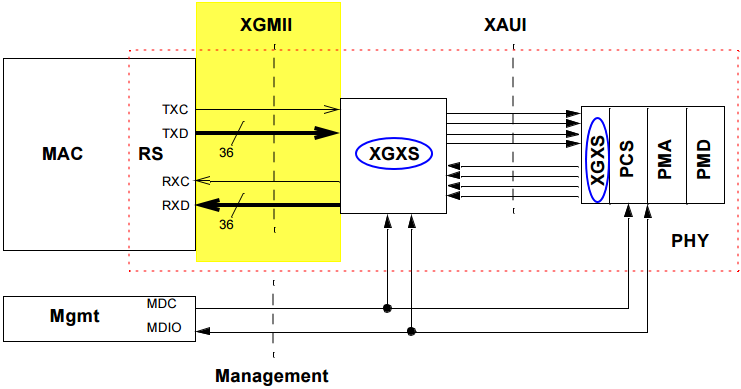 XGMII
XAUI
TXC
TXD
36
MAC
RS
XGXS
XGXS
PCS
PMA
PMD
RXC
RXD
36
PHY
MDC
Mgmt
MDIO
Management